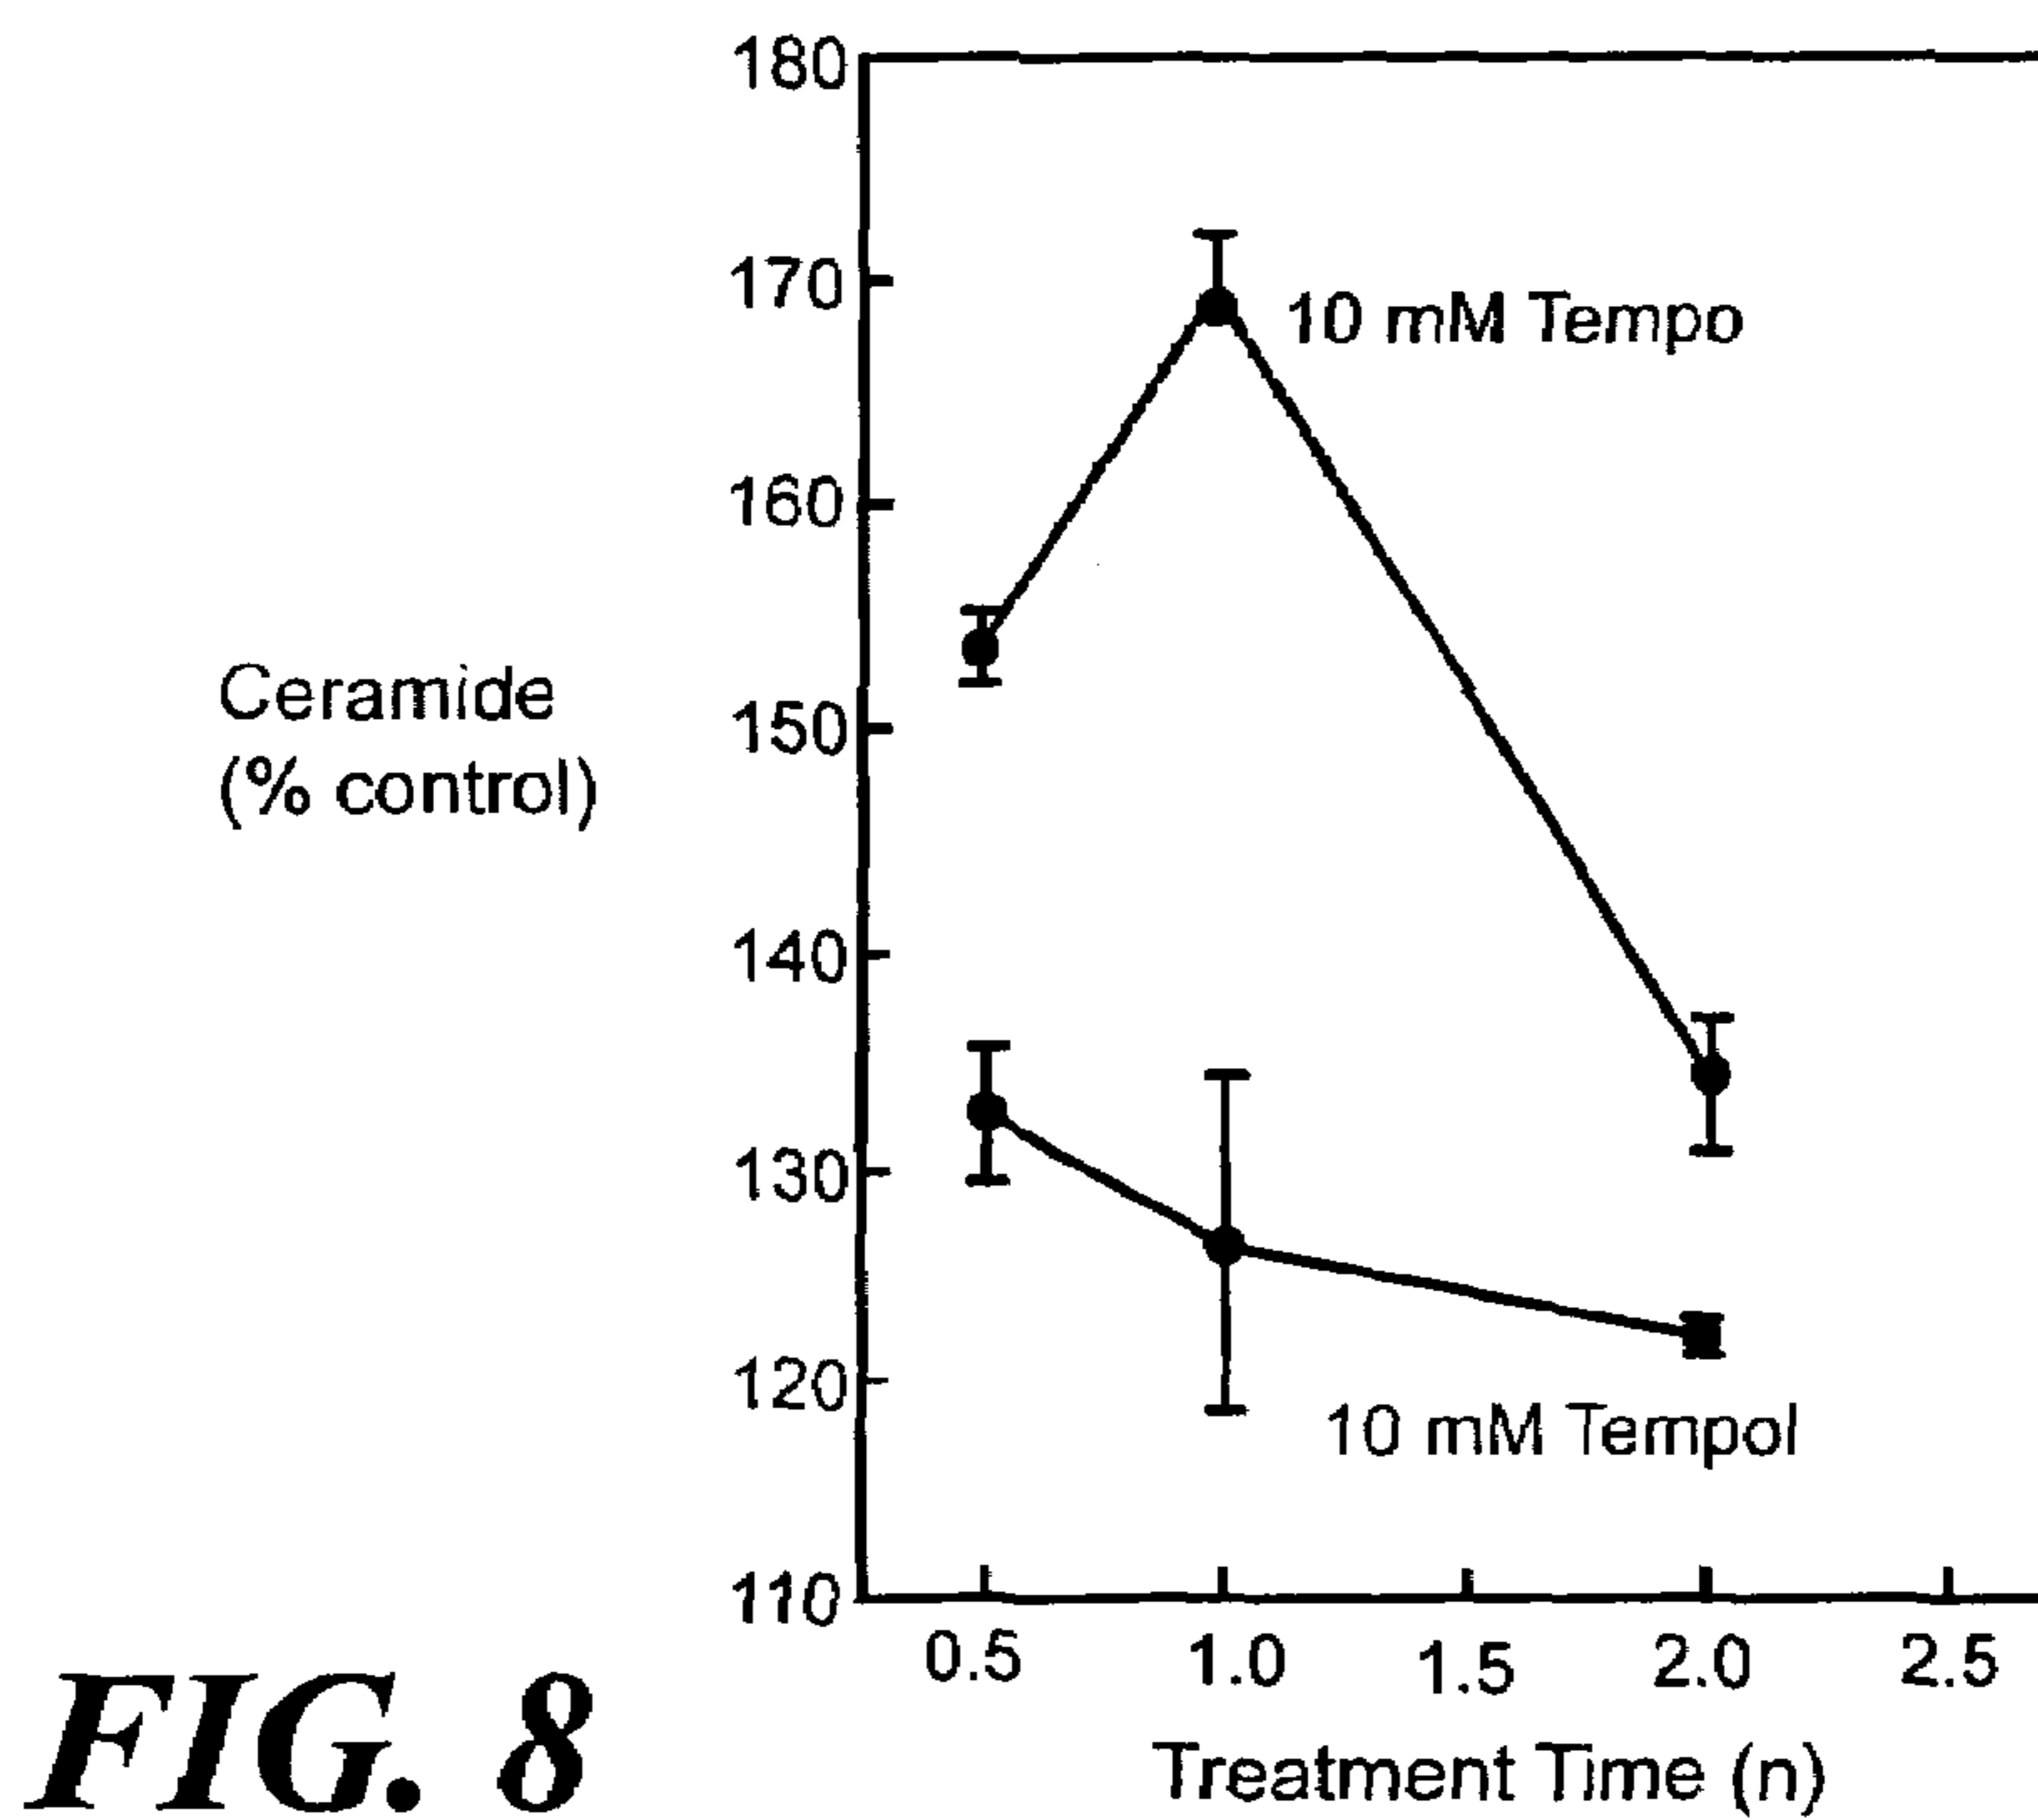 180
170
10 mM Tempo
160
Ceramide
(% control)
150
140
130
120
10 mM Tempol
110
0.5 1.0 1.5 2.0 2.5
Treatment Time (n)
FIG. 8